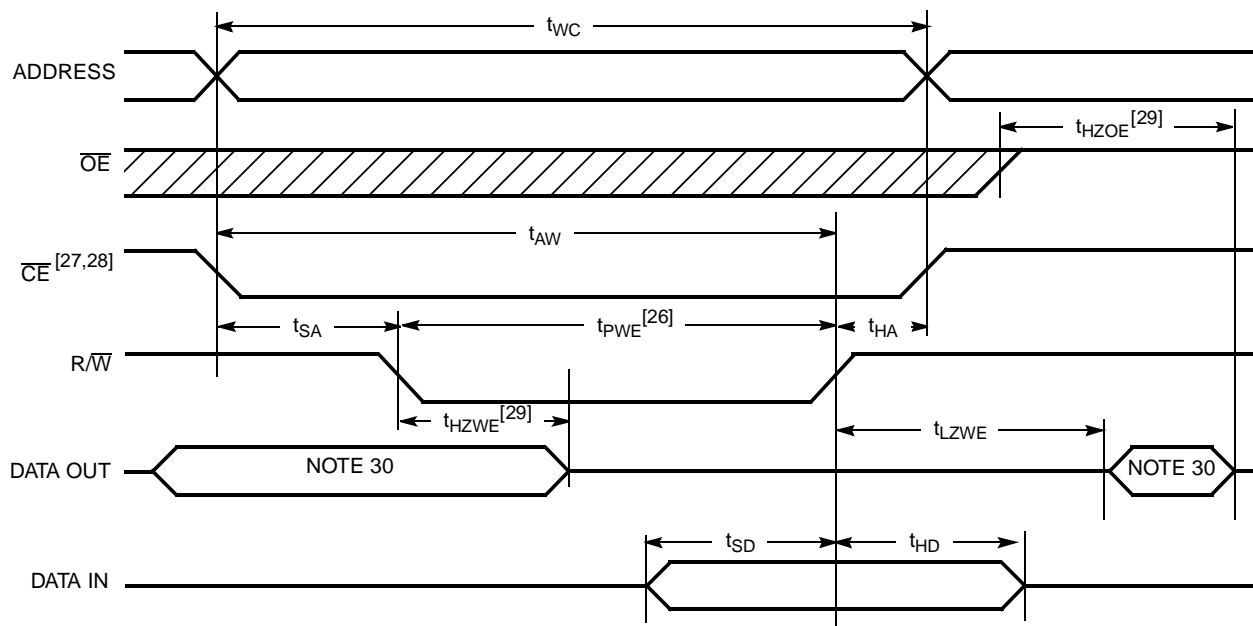 tWC
ADDRESS
tHZOE[29]
OE
tAW
CE[27,28]
tSA
tPWE[26]
tHA
R/W
tHZWE[29]
tLZWE
DATA OUT
NOTE 30
NOTE 30
tSD
tHD
DATA IN